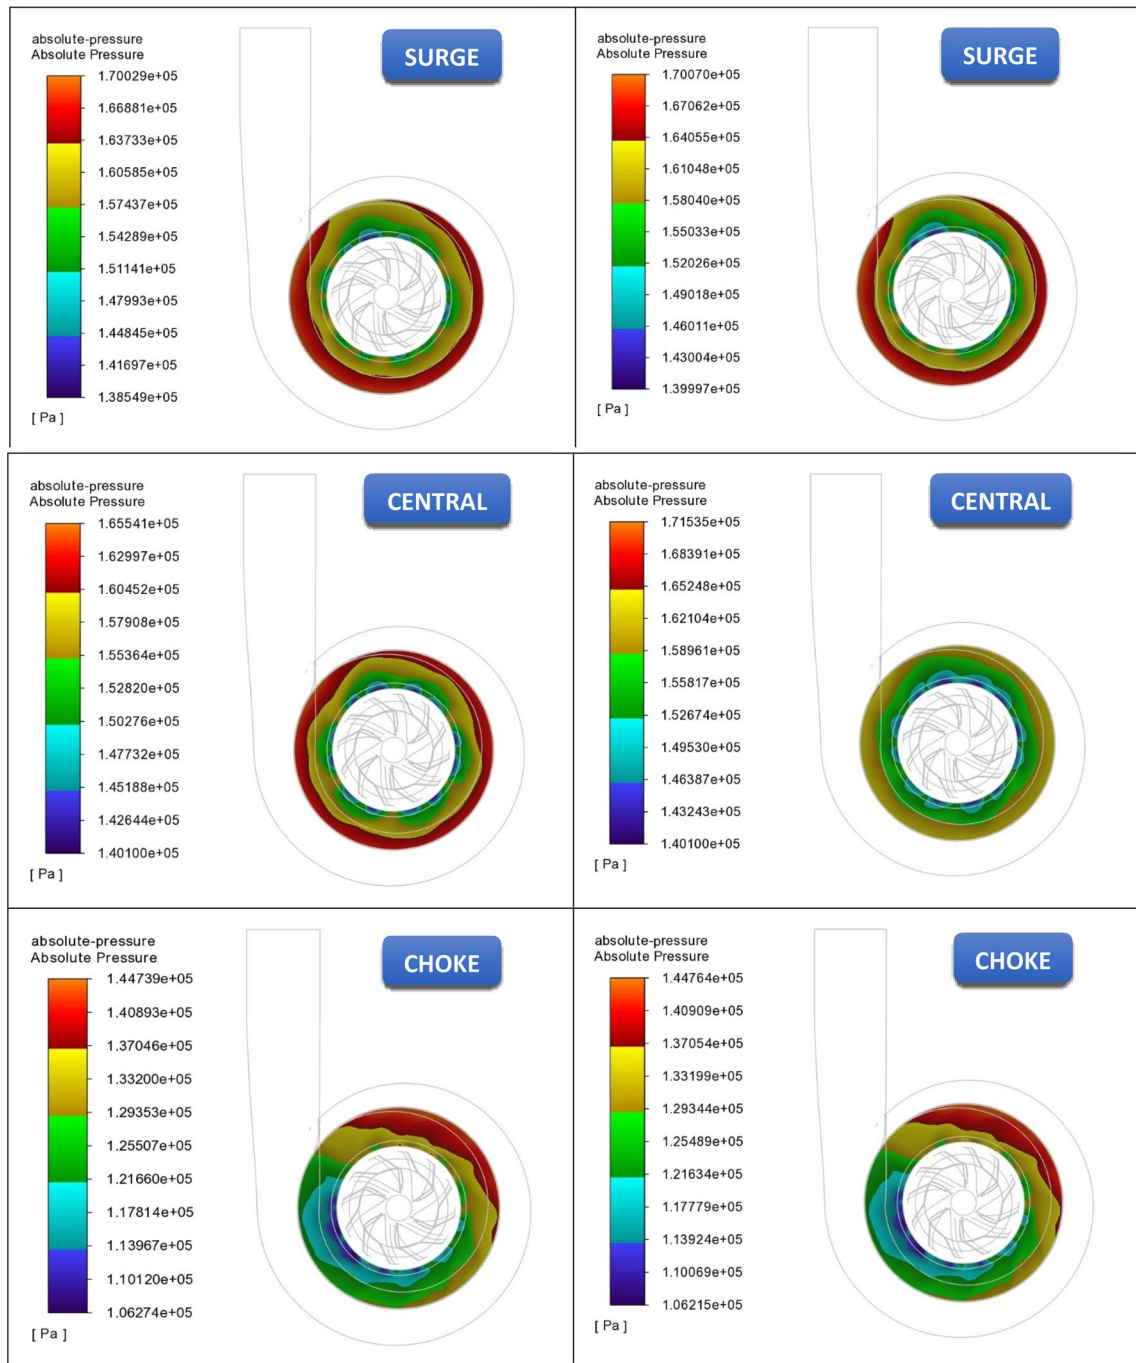 absolute-pressure
Absolute Pressure
SURGE
1.70029e+05
1.66881e+05
1.63733e+05
1.60585e+05
1.57437e+05
1.54289e+05
1.51141e+05
1.47993e+05
1.44845e+05
1.41697e+05
1.38549e+05
[ Pa ]
absolute-pressure
Absolute Pressure
SURGE
1.70070e+05
1.67062e+05
1.64055e+05
1.61048e+05
1.58040e+05
1.55033e+05
1.52026e+05
1.49018e+05
1.46011e+05
1.43004e+05
1.39997e+05
[ Pa ]
absolute-pressure
Absolute Pressure
CENTRAL
1.65541e+05
1.62997e+05
1.60452e+05
1.57908e+05
1.55364e+05
1.52820e+05
1.50276e+05
1.47732e+05
1.45188e+05
1.42644e+05
1.40100e+05
[ Pa ]
absolute-pressure
Absolute Pressure
CENTRAL
1.71535e+05
1.68391e+05
1.65248e+05
1.62104e+05
1.58961e+05
1.55817e+05
1.52674e+05
1.49530e+05
1.46387e+05
1.43243e+05
1.40100e+05
[ Pa ]
absolute-pressure
Absolute Pressure
CHOKE
1.44739e+05
1.40893e+05
1.37046e+05
1.33200e+05
1.29353e+05
1.25507e+05
1.21660e+05
1.17814e+05
1.13967e+05
1.10120e+05
1.06274e+05
[ Pa ]
absolute-pressure
Absolute Pressure
CHOKE
1.44764e+05
1.40909e+05
1.37054e+05
1.33199e+05
1.29344e+05
1.25489e+05
1.21634e+05
1.17779e+05
1.13924e+05
1.10069e+05
1.06215e+05
[ Pa ]